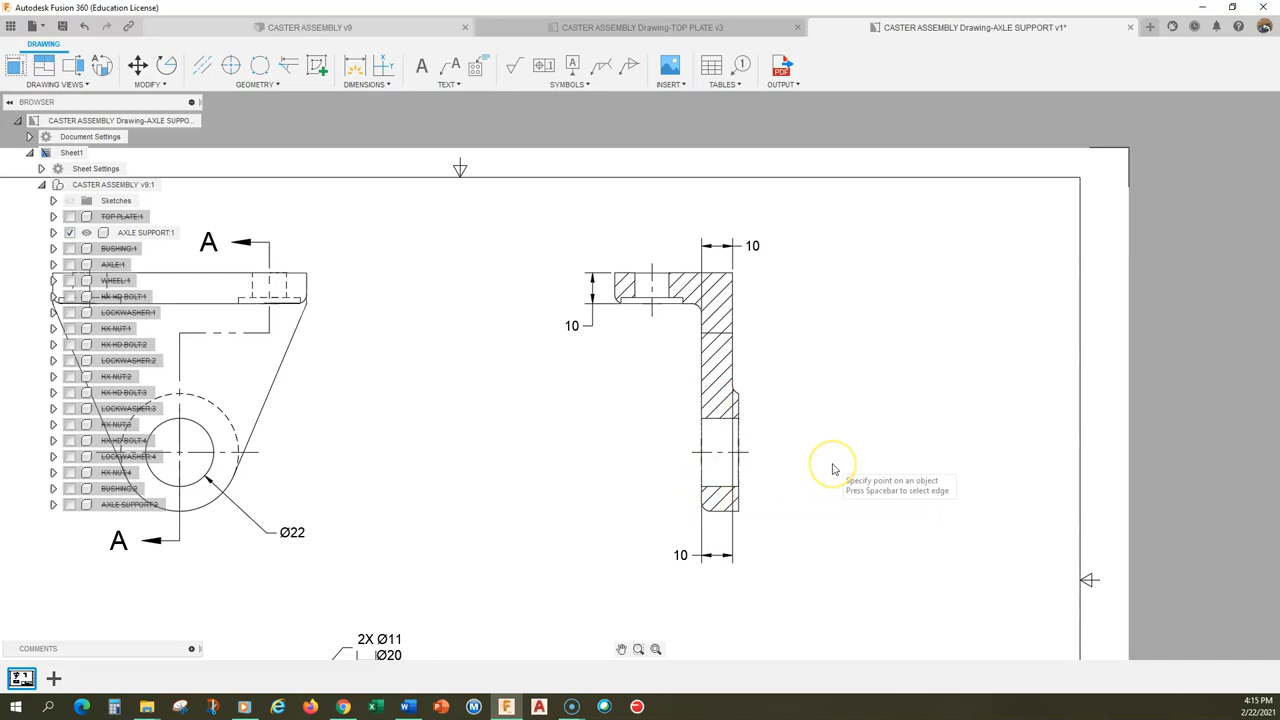 Autodesk Fusion 360 (Education License)
CASTER ASSEMBLY v9
CASTER ASSEMBLY Drawing-TOP PLATE v3
CASTER ASSEMBLY Drawing-AXLE SUPPORT v1*
DRAWING
DRAWING VIEWS
MODIFY
GEOMETRY
DIMENSIONS
TEXT
SYMBOLS
INSERT
TABLES
OUTPUT
PDF
BROWSER
CASTER ASSEMBLY Drawing-AXLE SUPPO...
Document Settings
Sheet1
Sheet Settings
CASTER ASSEMBLY v9:1
Sketches
TOP PLATE:1
AXLE SUPPORT:1
BUSHING:1
AXLE:1
WHEEL:1
HX HD BOLT:1
LOCKWASHER:1
HX NUT:1
HX HD BOLT:2
LOCKWASHER:2
HX NUT:2
HX HD BOLT:3
LOCKWASHER:3
HX NUT:3
HX HD BOLT:4
LOCKWASHER:4
HX NUT:4
BUSHING:2
AXLE SUPPORT:2
A
A
Ø22
10
10
10
Specify point on an object
Press Spacebar to select edge
2X Ø11
Ø20
COMMENTS
4:15 PM
2/22/2021